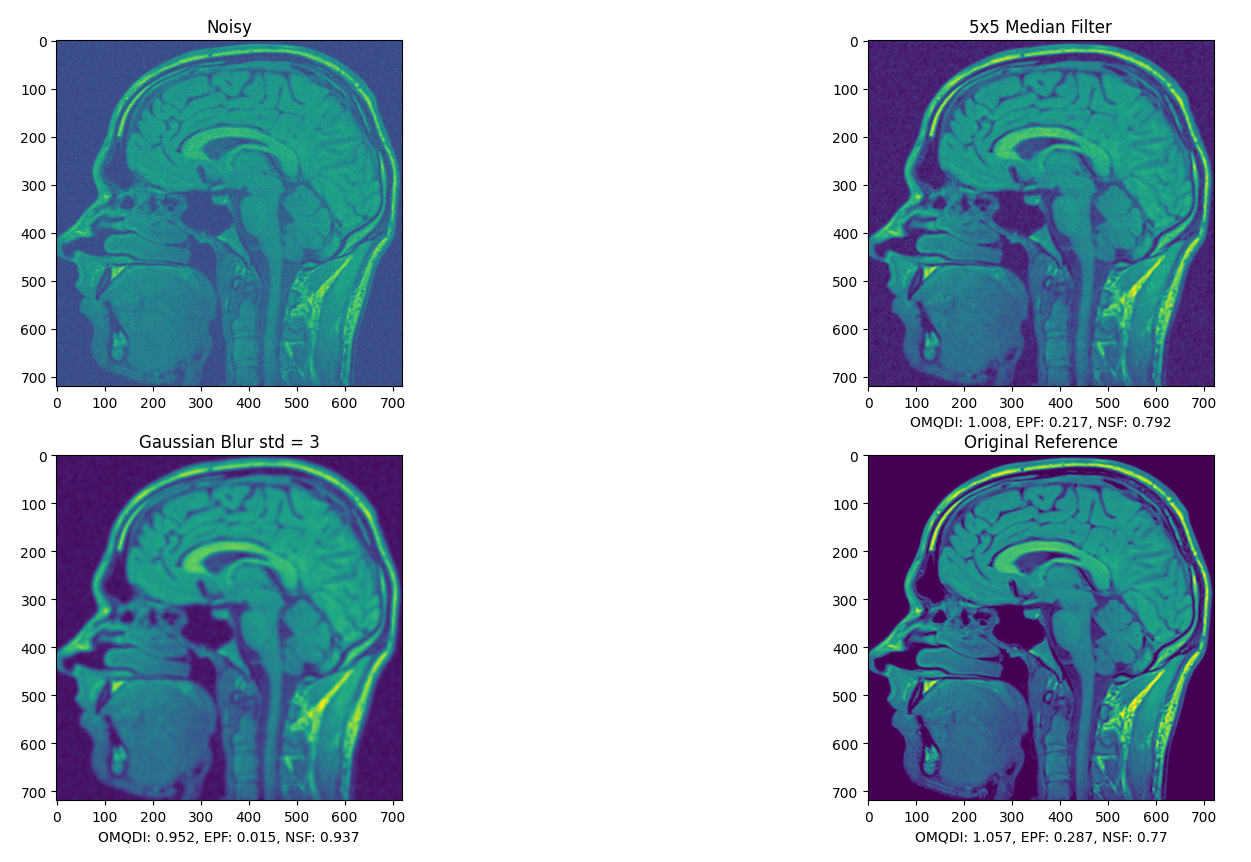 Noisy
5x5 Median Filter
0
100
200
300
400
500
600
700
0 100 200 300 400 500 600 700
0
100
200
300
400
500
600
700
0 100 200 300 400 500 600 700
OMQDI: 1.008, EPF: 0.217, NSF: 0.792
Gaussian Blur std = 3
Original Reference
0
100
200
300
400
500
600
700
0 100 200 300 400 500 600 700
OMQDI: 0.952, EPF: 0.015, NSF: 0.937
0
100
200
300
400
500
600
700
0 100 200 300 400 500 600 700
OMQDI: 1.057, EPF: 0.287, NSF: 0.77